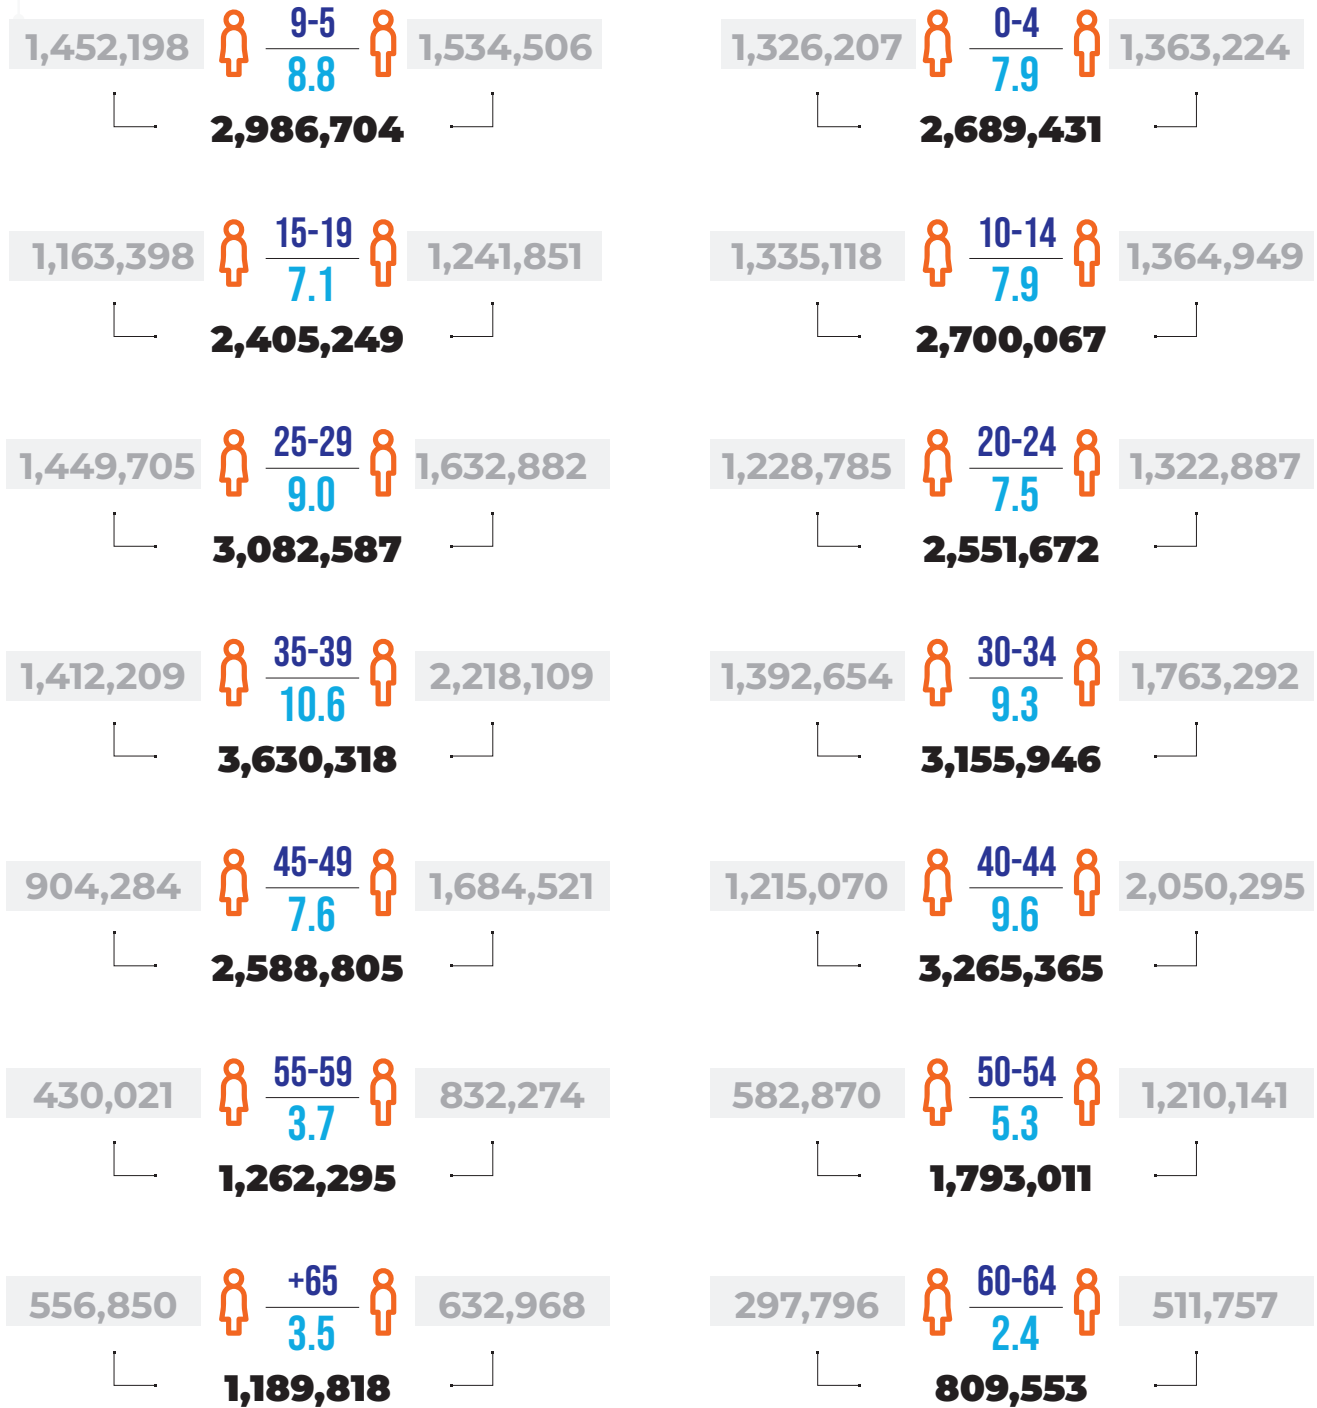 1,452,198 9-5 1,534,506
8.8
2,986,704
1,326,207 0-4 1,363,224
7.9
2,689,431
1,163,398 15-19 1,241,851
7.1
2,405,249
1,335,118 10-14 1,364,949
7.9
2,700,067
1,449,705 25-29 1,632,882
9.0
3,082,587
1,228,785 20-24 1,322,887
7.5
2,551,672
1,412,209 35-39 2,218,109
10.6
3,630,318
1,392,654 30-34 1,763,292
9.3
3,155,946
904,284 45-49 1,684,521
7.6
2,588,805
1,215,070 40-44 2,050,295
9.6
3,265,365
430,021 55-59 832,274
3.7
1,262,295
582,870 50-54 1,210,141
5.3
1,793,011
556,850 +65 632,968
3.5
1,189,818
297,796 60-64 511,757
2.4
809,553